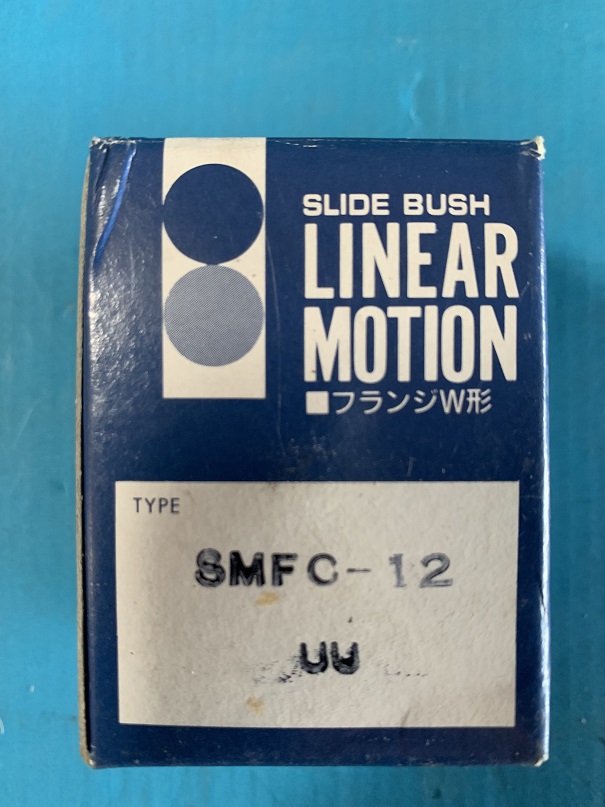 SLIDE BUSH
LINEAR
MOTION
■フランジW形
TYPE
SMFC-12
UU